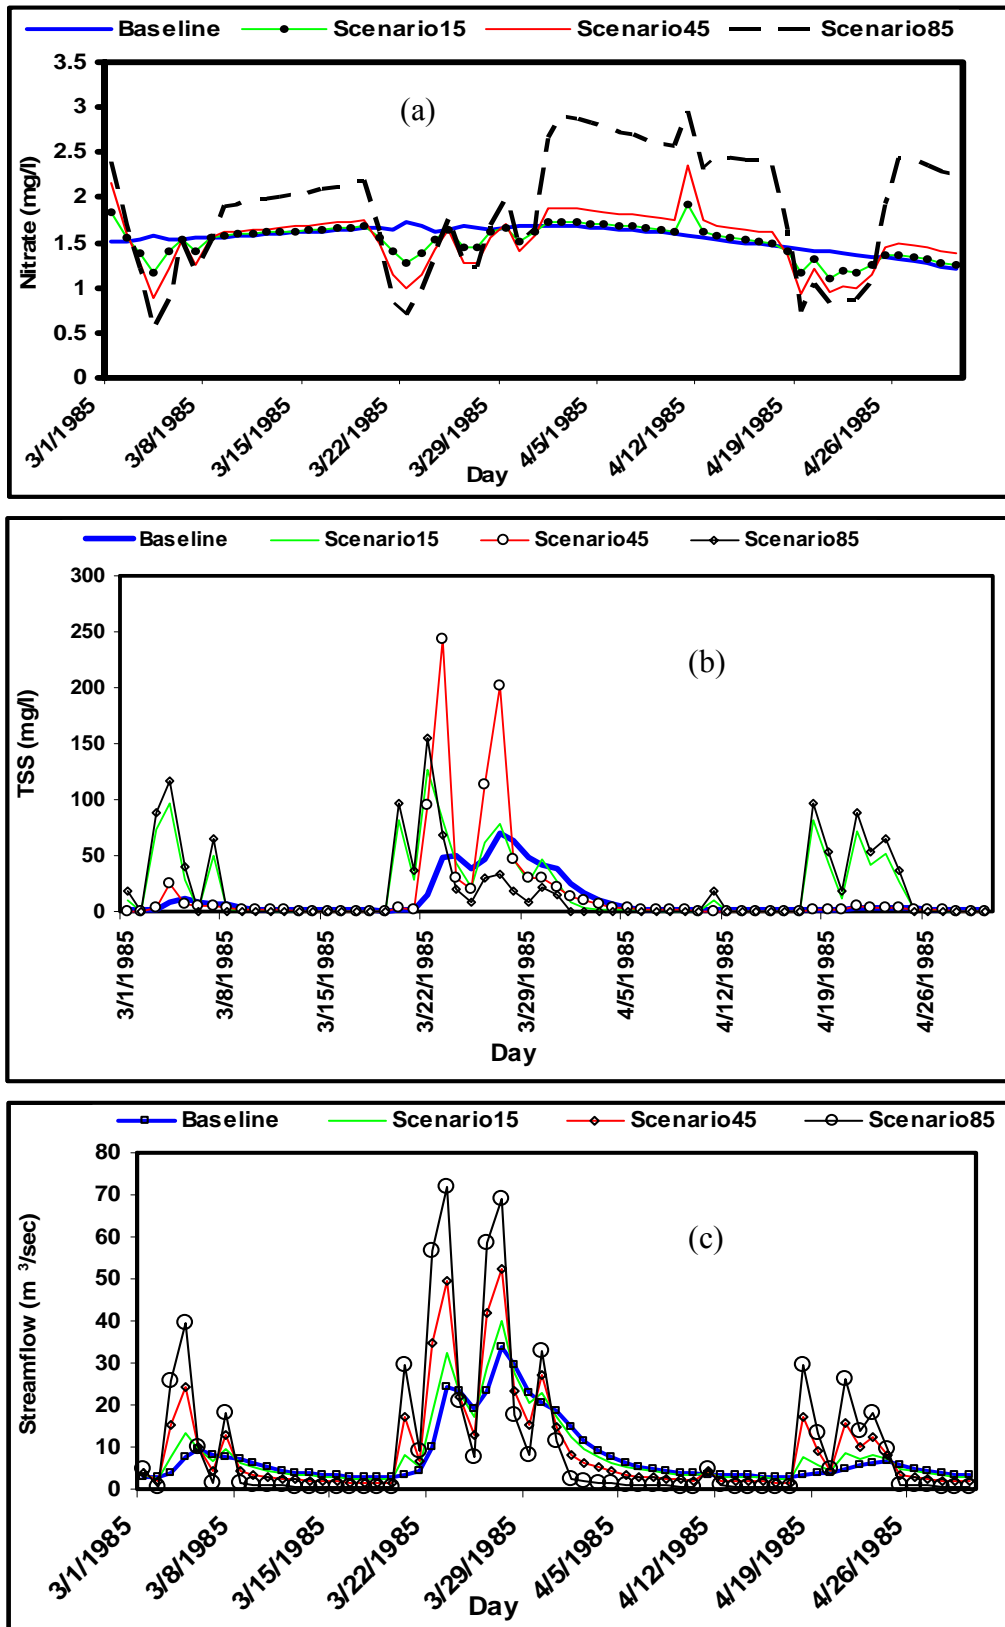 Baseline Scenario15 Scenario45 Scenario85
3.5
3
2.5
2
1.5
1
0.5
0
Nitrate (mg/l)
(a)
3/1/1985 3/8/1985 3/15/1985 3/22/1985 3/29/1985 4/5/1985 4/12/1985 4/19/1985 4/26/1985
Day
Baseline Scenario15 Scenario45 Scenario85
300
250
200
150
100
50
0
TSS (mg/l)
(b)
3/1/1985 3/8/1985 3/15/1985 3/22/1985 3/29/1985 4/5/1985 4/12/1985 4/19/1985 4/26/1985
Day
Baseline Scenario15 Scenario45 Scenario85
80
70
60
50
40
30
20
10
0
Streamflow (m ³/sec)
(c)
3/1/1985 3/8/1985 3/15/1985 3/22/1985 3/29/1985 4/5/1985 4/12/1985 4/19/1985 4/26/1985
Day